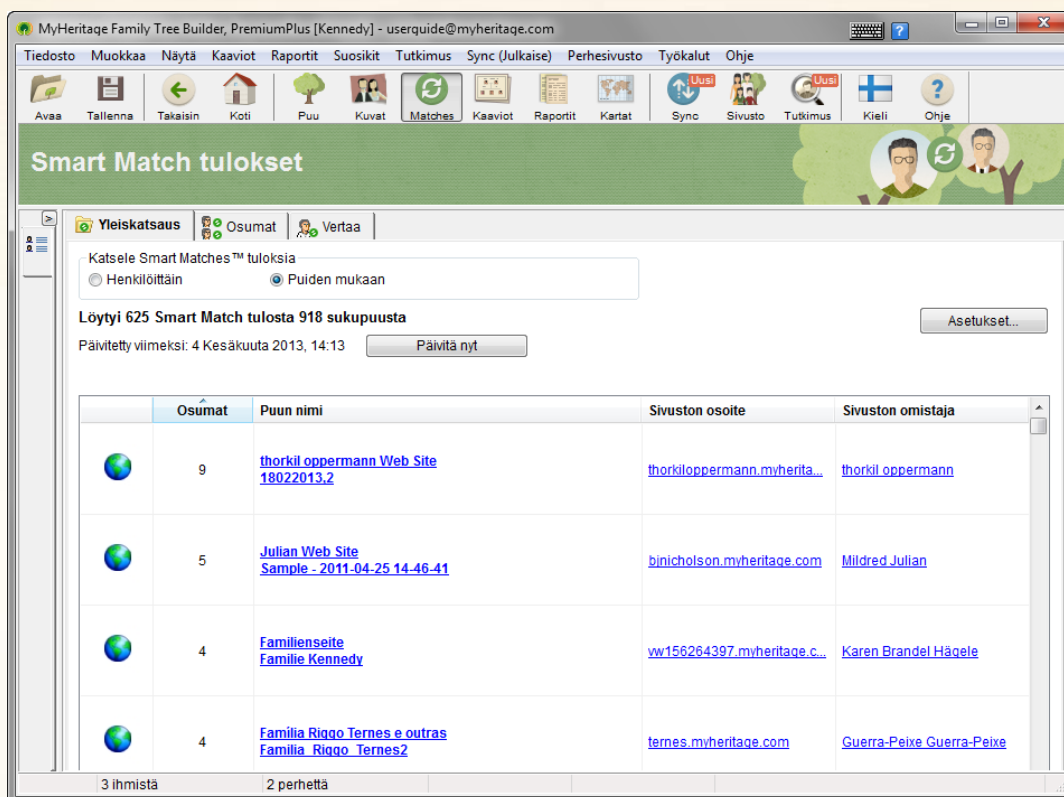 MyHeritage Family Tree Builder, PremiumPlus [Kennedy] - userguide@myheritage.com
Tiedosto Muokkaa Näytä Kaaviot Raportit Suosikit Tutkimus Sync (Julkaise) Perhesivusto Työkalut Ohje
Uusi Uusi
Avaa Tallenna Takaisin Koti Puu Kuvat Matches Kaaviot Raportit Kartat Sync Sivusto Tutkimus Kieli Ohje
Smart Match tulokset
Yleiskatsaus Osumat Vertaa
Katsele Smart Matches™ tuloksia
Henkilöittäin Puiden mukaan
Löytyi 625 Smart Match tulosta 918 sukupuusta
Asetukset...
Päivitetty viimeksi: 4 Kesäkuuta 2013, 14:13 Päivitä nyt
Osumat Puun nimi Sivuston osoite Sivuston omistaja
9 thorkil oppermann Web Site
18022013,2
thorkiloppermann.myherita... thorkil oppermann
5 Julian Web Site
Sample - 2011-04-25 14-46-41
bjnicholson.myheritage.com Mildred Julian
4 Familienseite
Familie Kennedy
vw156264397.myheritage.c... Karen Brandel Hägele
4 Família Riggo Ternes e outras
Familia_Riggo_Ternes2
ternes.myheritage.com Guerra-Peixe Guerra-Peixe
3 ihmistä 2 perhettä